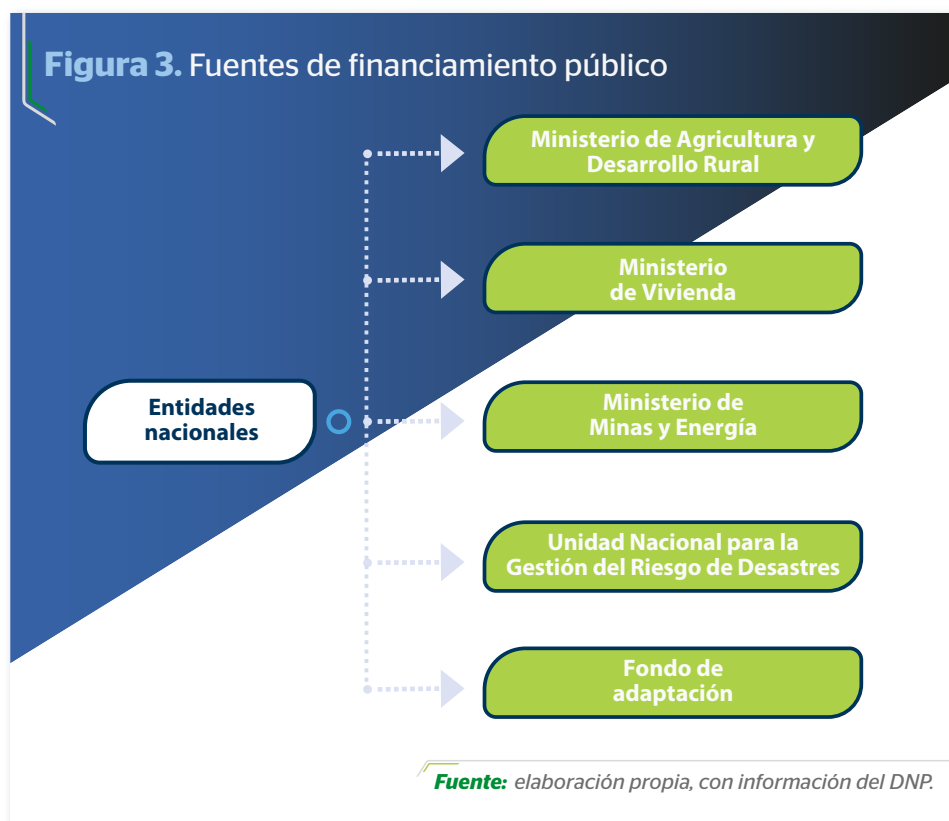 Figura 3. Fuentes de financiamiento público
Ministerio de Agricultura y
Desarrollo Rural
Ministerio
de Vivienda
Entidades
nacionales
Ministerio de
Minas y Energía
Unidad Nacional para la
Gestión del Riesgo de Desastres
Fondo de
adaptación
Fuente: elaboración propia, con información del DNP.